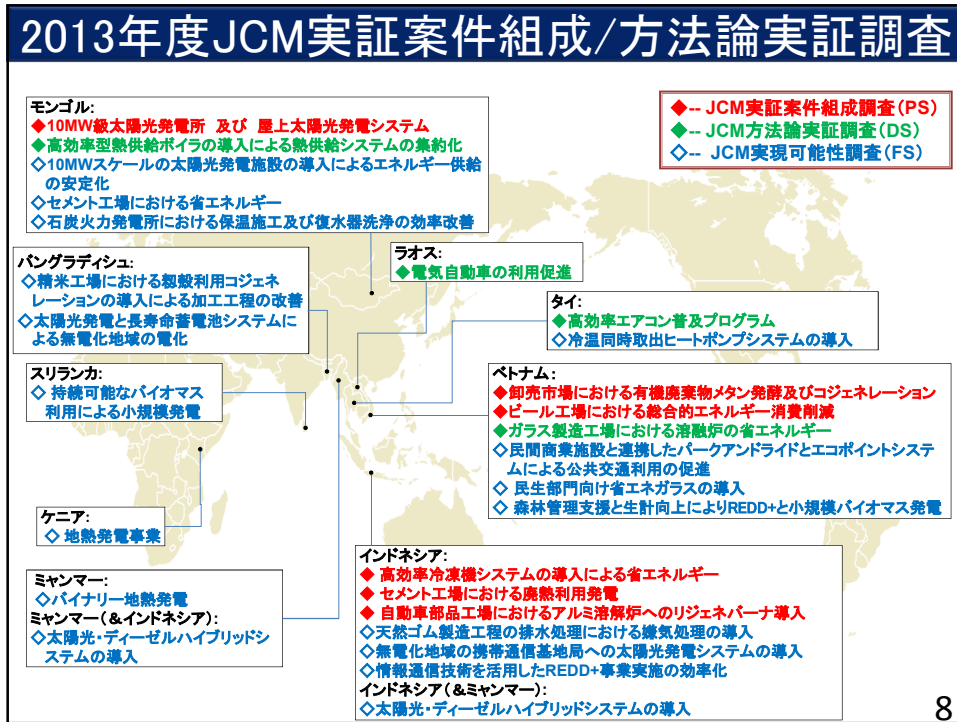 2013年度JCM実証案件組成/方法論実証調査
◆-- JCM実証案件組成調査(PS)
◆-- JCM方法論実証調査(DS)
◇-- JCM実現可能性調査(FS)
モンゴル:
◆10MW級太陽光発電所 及び 屋上太陽光発電システム
◆高効率型熱供給ボイラの導入による熱供給システムの集約化
◇10MWスケールの太陽光発電施設の導入によるエネルギー供給
の安定化
◇セメント工場における省エネルギー
◇石炭火力発電所における保温施工及び復水器洗浄の効率改善
バングラディシュ:
◇精米工場における籾殻利用コジェネ
レーションの導入による加工工程の改善
◇太陽光発電と長寿命蓄電池システムに
よる無電化地域の電化
ラオス:
◆電気自動車の利用促進
タイ:
◆高効率エアコン普及プログラム
◇冷温同時取出ヒートポンプシステムの導入
スリランカ:
◇ 持続可能なバイオマス
利用による小規模発電
ベトナム:
◆卸売市場における有機廃棄物メタン発酵及びコジェネレーション
◆ビール工場における総合的エネルギー消費削減
◆ガラス製造工場における溶融炉の省エネルギー
◇民間商業施設と連携したパークアンドライドとエコポイントシステ
ムによる公共交通利用の促進
◇ 民生部門向け省エネガラスの導入
◇ 森林管理支援と生計向上によりREDD+と小規模バイオマス発電
ケニア:
◇ 地熱発電事業
ミャンマー:
◇バイナリー地熱発電
ミャンマー(&インドネシア):
◇太陽光・ディーゼルハイブリッドシ
ステムの導入
インドネシア:
◆ 高効率冷凍機システムの導入による省エネルギー
◆ セメント工場における廃熱利用発電
◆ 自動車部品工場におけるアルミ溶解炉へのリジェネバーナ導入
◇天然ゴム製造工程の排水処理における嫌気処理の導入
◇無電化地域の携帯通信基地局への太陽光発電システムの導入
◇情報通信技術を活用したREDD+事業実施の効率化
インドネシア(&ミャンマー):
◇太陽光・ディーゼルハイブリッドシステムの導入
8